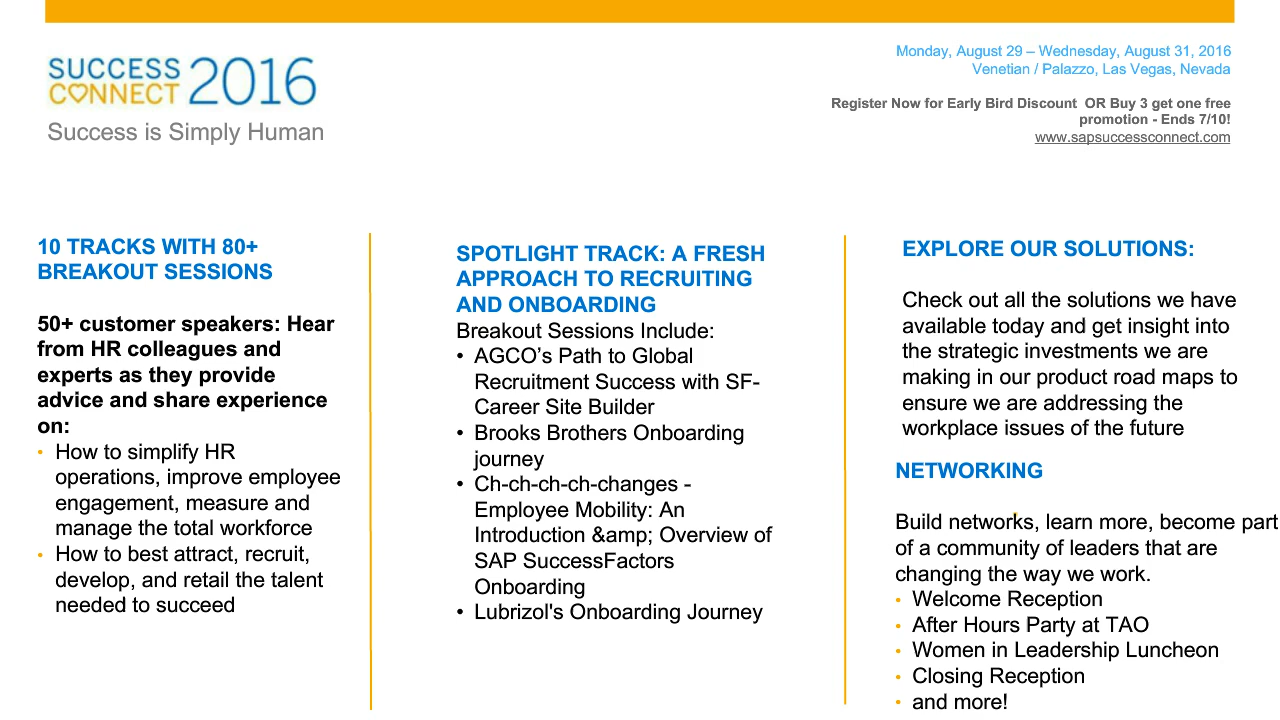 SUCCESS
CONNECT 2016
Success is Simply Human
Monday, August 29 – Wednesday, August 31, 2016
Venetian / Palazzo, Las Vegas, Nevada
Register Now for Early Bird Discount  OR Buy 3 get one free
promotion - Ends 7/10!
www.sapsuccessconnect.com
10 TRACKS WITH 80+
BREAKOUT SESSIONS
50+ customer speakers: Hear
from HR colleagues and
experts as they provide
advice and share experience
on:
• How to simplify HR
operations, improve employee
engagement, measure and
manage the total workforce
• How to best attract, recruit,
develop, and retail the talent
needed to succeed
SPOTLIGHT TRACK: A FRESH
APPROACH TO RECRUITING
AND ONBOARDING
Breakout Sessions Include:
• AGCO’s Path to Global
Recruitment Success with SF-
Career Site Builder
• Brooks Brothers Onboarding
journey
• Ch-ch-ch-ch-changes -
Employee Mobility: An
Introduction &amp; Overview of
SAP SuccessFactors
Onboarding
• Lubrizol's Onboarding Journey
EXPLORE OUR SOLUTIONS:
Check out all the solutions we have
available today and get insight into
the strategic investments we are
making in our product road maps to
ensure we are addressing the
workplace issues of the future
NETWORKING
Build networks, learn more, become part
of a community of leaders that are
changing the way we work.
• Welcome Reception
• After Hours Party at TAO
• Women in Leadership Luncheon
• Closing Reception
• and more!